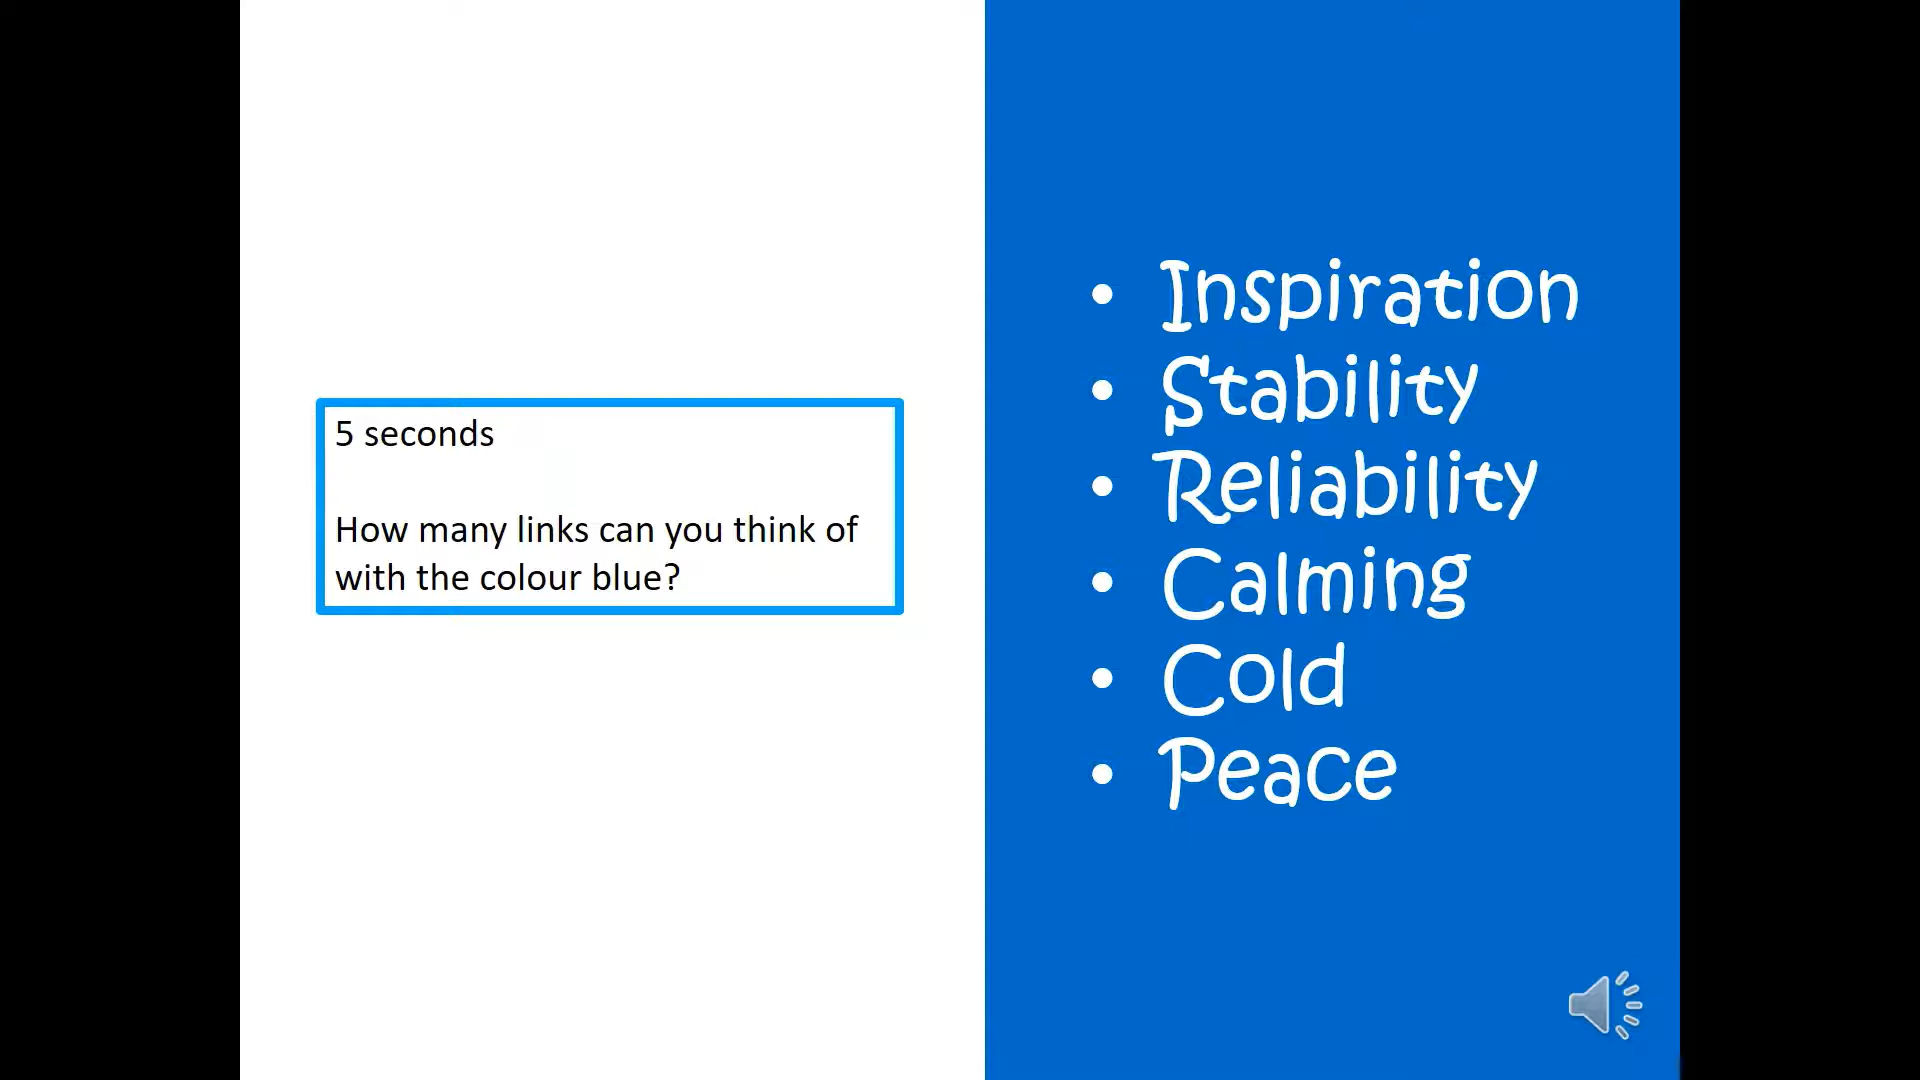 5 seconds
How many links can you think of
with the colour blue?
• Inspiration
• Stability
• Reliability
• Calming
• Cold
• Peace